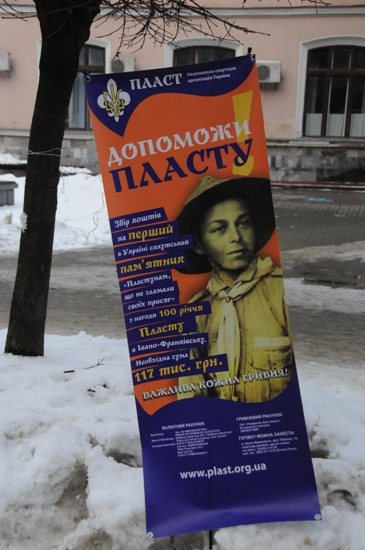 ПЛАСТ Національна скаутська
організація України
ДОПОМОЖИ
ПЛАСТУ!
Збір коштів
на перший
в Україні скаутський
пам'ятник
«Пластунам,
що не зламали
своїх присяг»
з нагоди 100 річчя
Пласту
в Івано-Франківську.
Необхідна сума
117 тис. грн.
ВАЖЛИВА КОЖНА ГРИВНЯ!
ВАЛЮТНИЙ РАХУНОК:
ГРИВНЕВИЙ РАХУНОК:
ГОТІВКУ МОЖНА ЗАНЕСТИ:
www.plast.org.ua